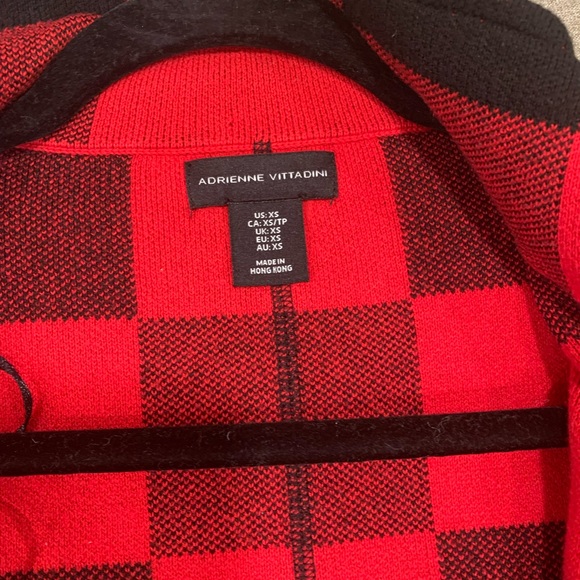 ADRIENNE VITTADINI
US: XS
CA: XS/TP
UK: XS
EU: XS
AU: XS
MADE IN
HONG KONG